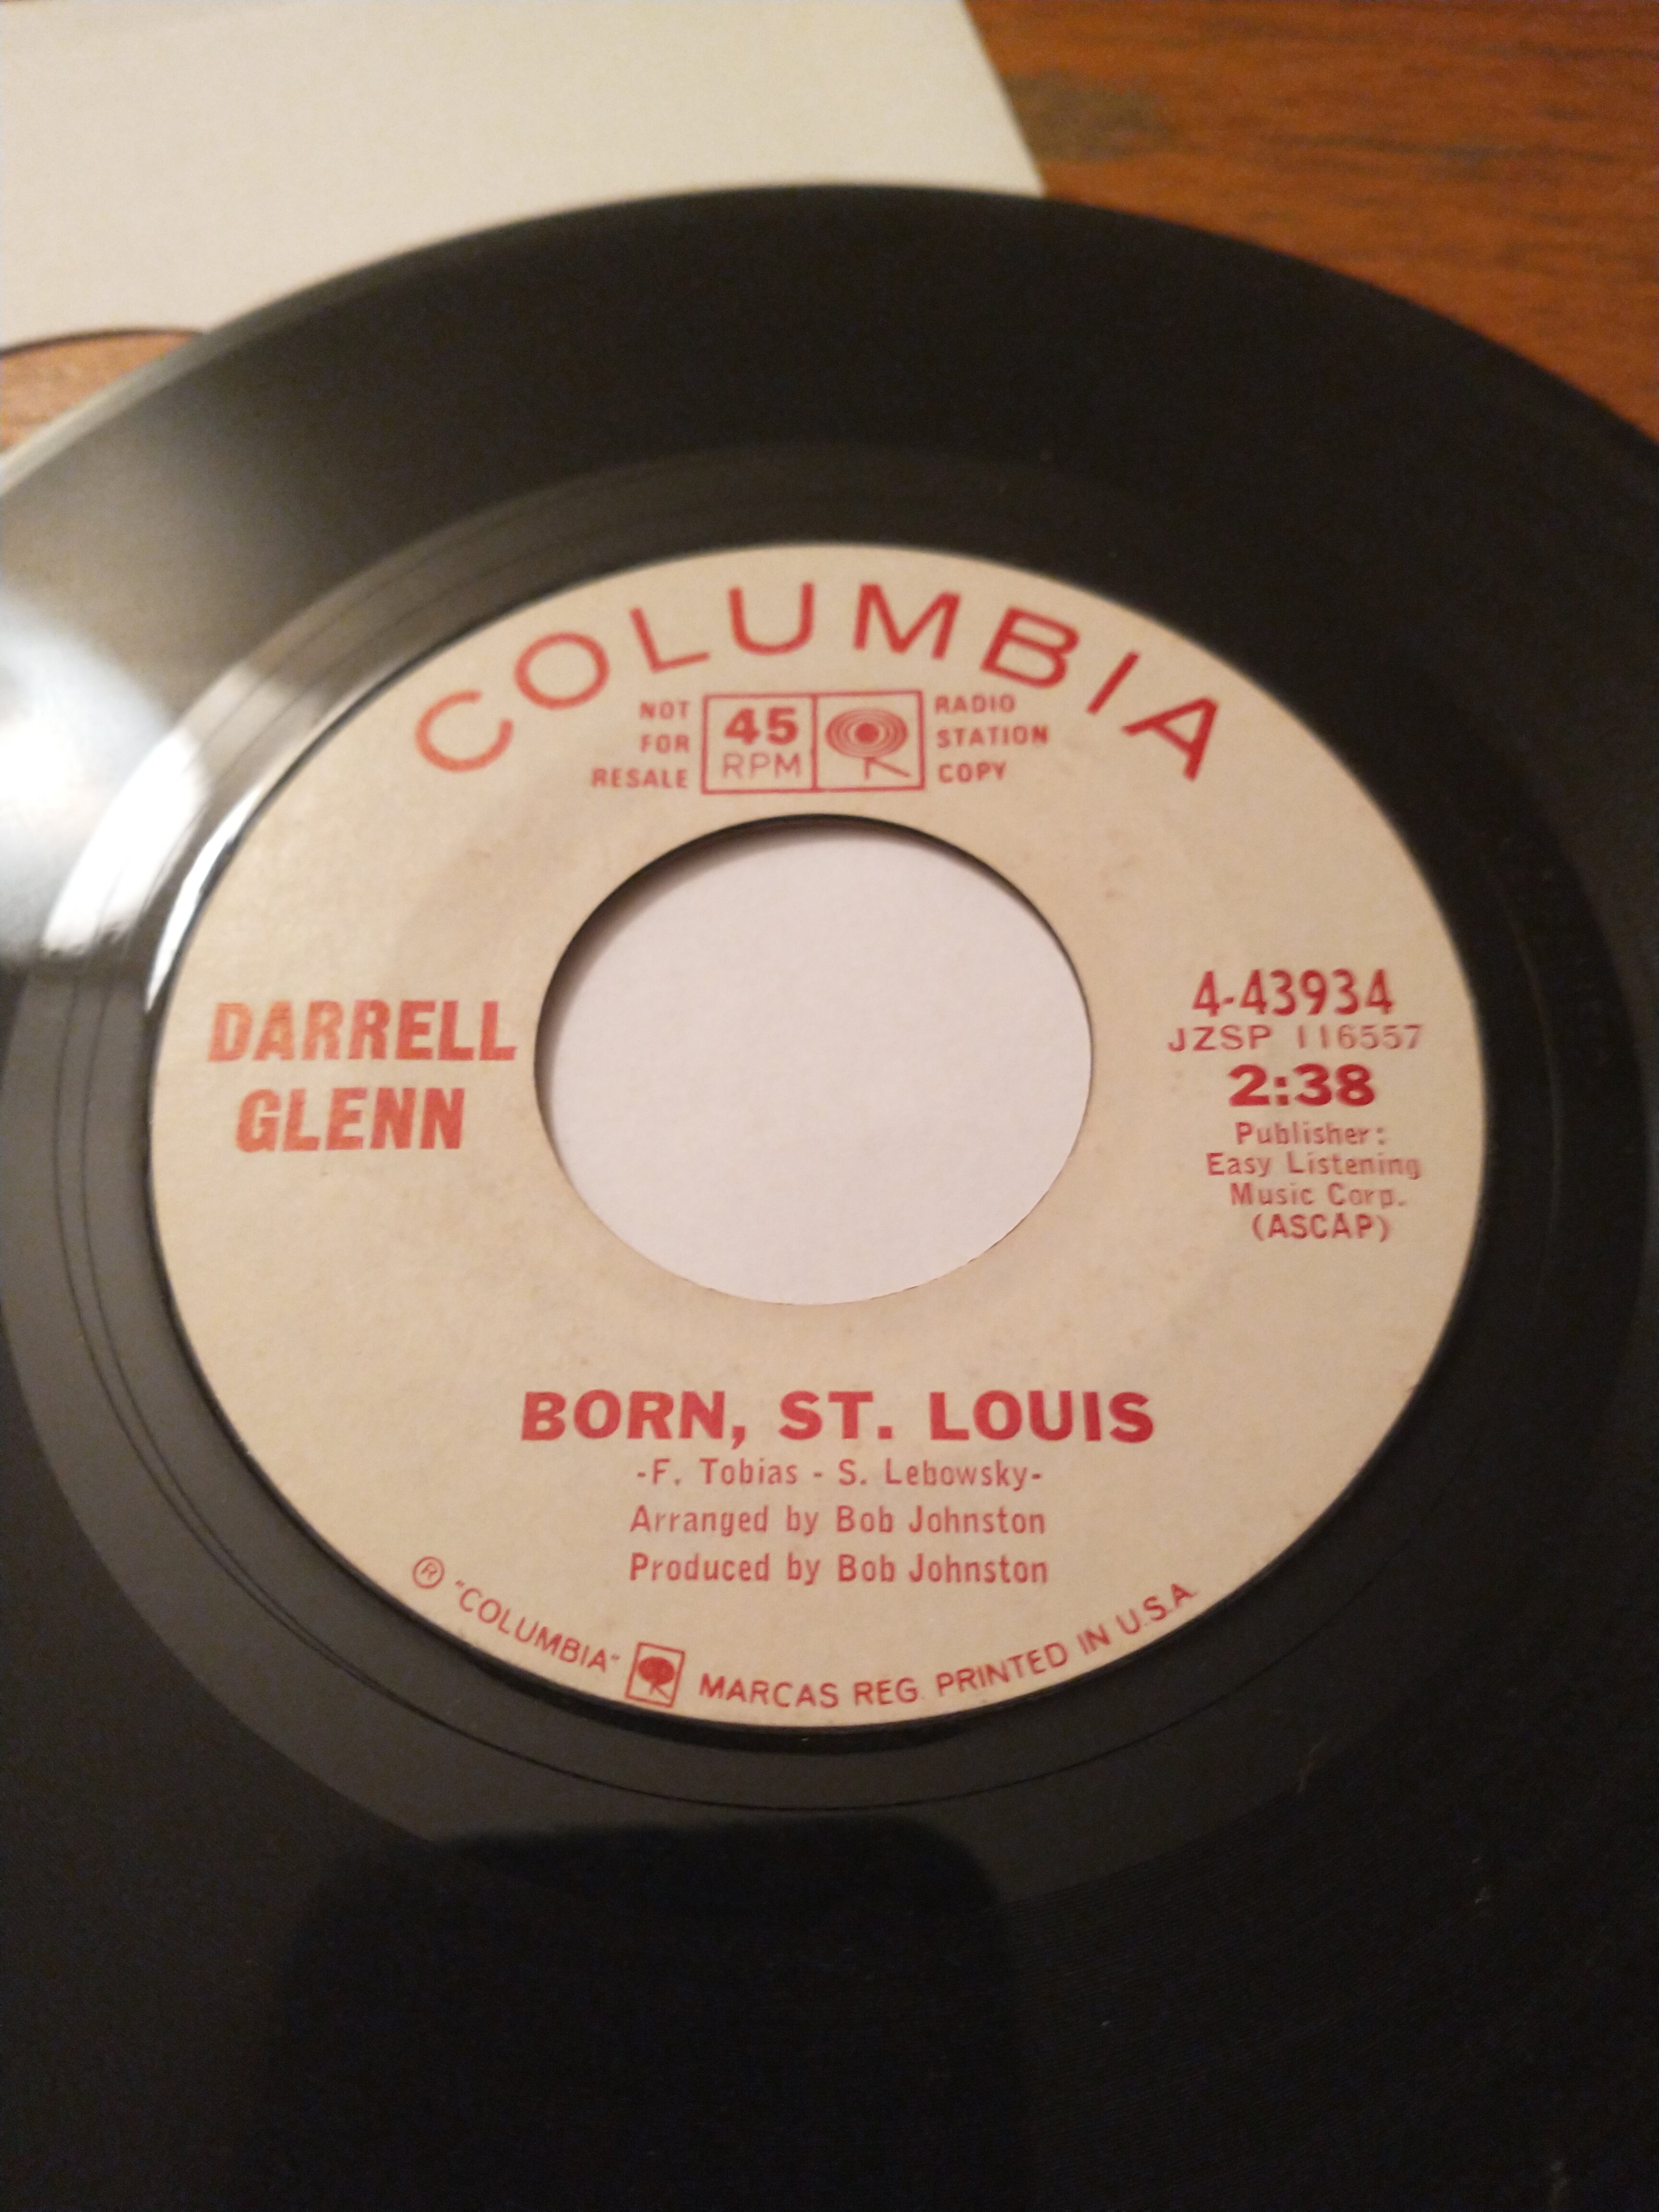 COLUMBIA
NOT
FOR
RESALE
45
RPM
RADIO
STATION
COPY
DARRELL
GLENN
4-43934
JZSP 116557
2:38
Publisher:
Easy Listening
Music Corp.
(ASCAP)
BORN, ST. LOUIS
-F. Tobias - S. Lebowsky-
Arranged by Bob Johnston
Produced by Bob Johnston
® "COLUMBIA" MARCAS REG. PRINTED IN U.S.A.